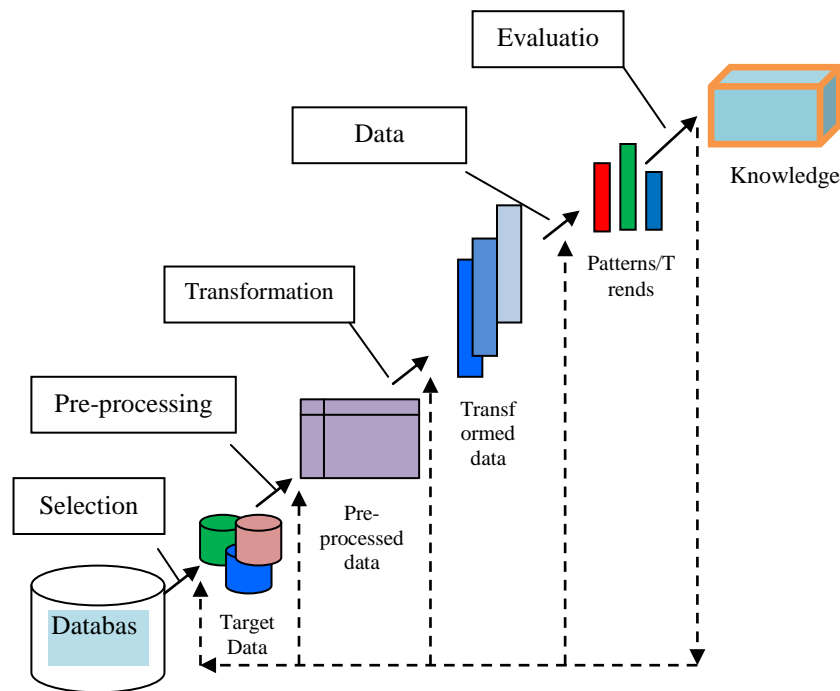 Evaluatio
Data
Knowledge
Patterns/T
rends
Transformation
Transf
ormed
data
Pre-processing
Pre-
processed
data
Selection
Target
Data
Databas